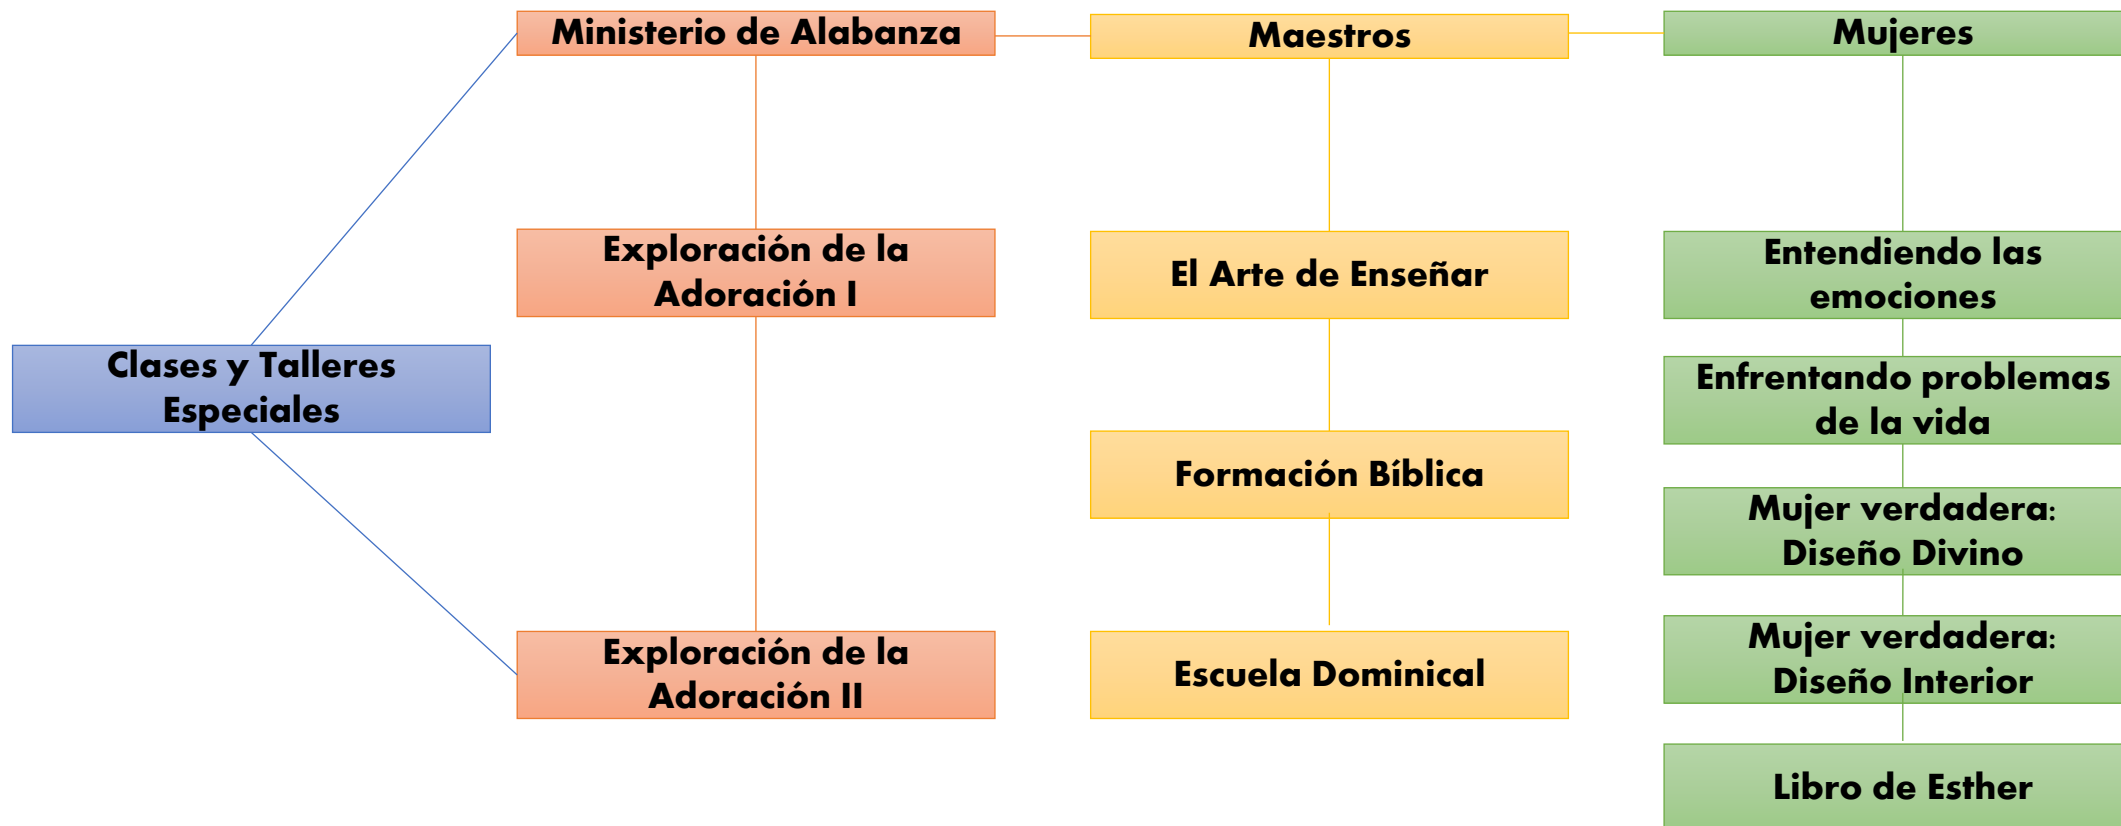 Clases y Talleres
Especiales
Ministerio de Alabanza
Exploración de la
Adoración I
Exploración de la
Adoración II
Maestros
El Arte de Enseñar
Formación Bíblica
Escuela Dominical
Mujeres
Entendiendo las
emociones
Enfrentando problemas
de la vida
Mujer verdadera:
Diseño Divino
Mujer verdadera:
Diseño Interior
Libro de Esther